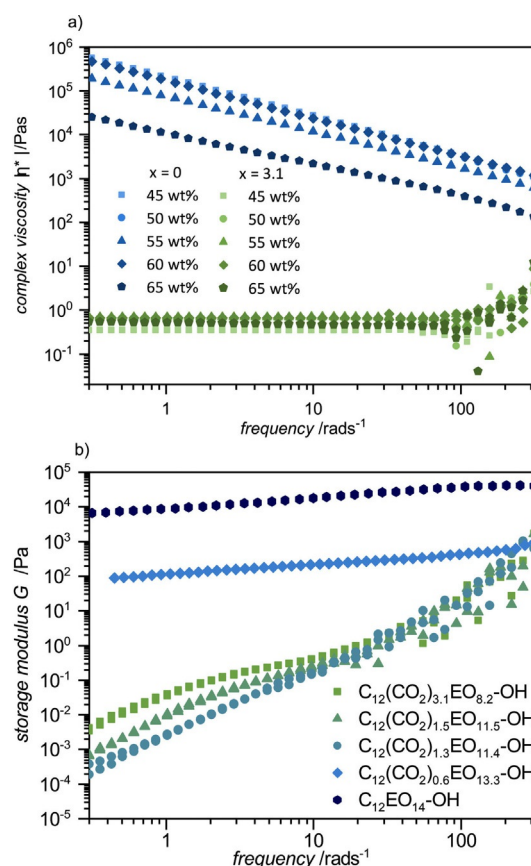 a)
10⁶
10⁵
10⁴
10³
10²
10¹
10⁰
10⁻¹
complex viscosity |h*|/Pas
x = 0 x = 3.1
45 wt% 45 wt%
50 wt% 50 wt%
55 wt% 55 wt%
60 wt% 60 wt%
65 wt% 65 wt%
1 10 100
frequency /rads⁻¹
b)
10⁵
10⁴
10³
10²
10¹
10⁰
10⁻¹
10⁻²
10⁻³
10⁻⁴
10⁻⁵
storage modulus G /Pa
C₁₂(CO₂)₃.₁EO₈.₂-OH
C₁₂(CO₂)₁.₅EO₁₁.₅-OH
C₁₂(CO₂)₁.₃EO₁₁.₄-OH
C₁₂(CO₂)₀.₆EO₁₃.₃-OH
C₁₂EO₁₄-OH
1 10 100
frequency /rads⁻¹